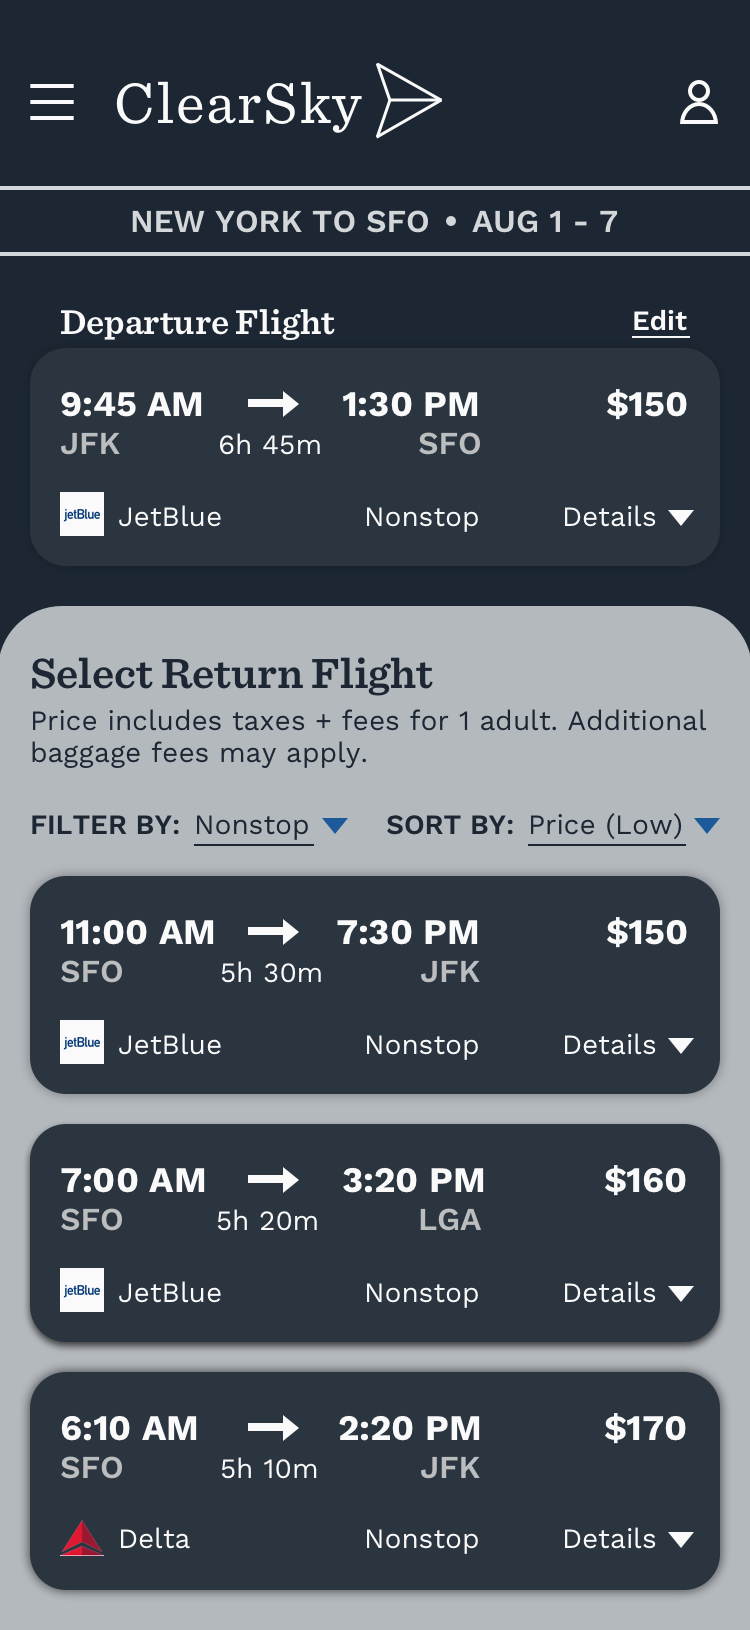 ClearSky
NEW YORK TO SFO • AUG 1 - 7
Departure Flight Edit
9:45 AM 1:30 PM $150
JFK 6h 45m SFO
jetBlue JetBlue Nonstop Details
Select Return Flight
Price includes taxes + fees for 1 adult. Additional
baggage fees may apply.
FILTER BY: Nonstop SORT BY: Price (Low)
11:00 AM 7:30 PM $150
SFO 5h 30m JFK
jetBlue JetBlue Nonstop Details
7:00 AM 3:20 PM $160
SFO 5h 20m LGA
jetBlue JetBlue Nonstop Details
6:10 AM 2:20 PM $170
SFO 5h 10m JFK
Delta Nonstop Details